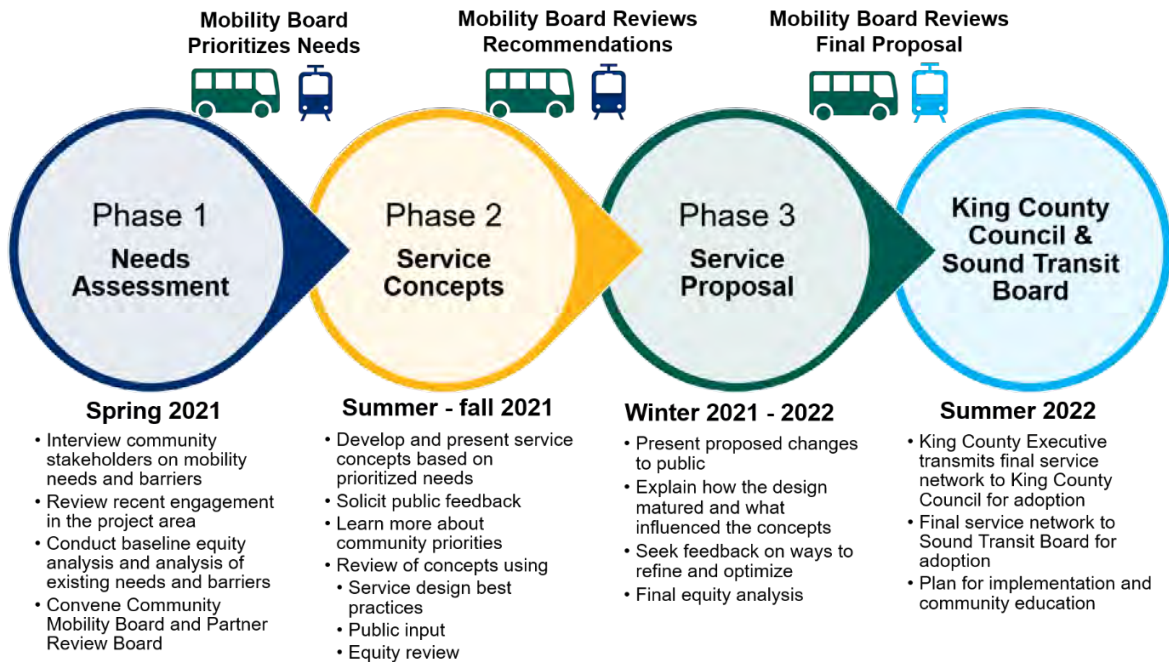 Mobility Board
Prioritizes Needs
Mobility Board Reviews
Recommendations
Mobility Board Reviews
Final Proposal
Phase 1
Needs
Assessment
Phase 2
Service
Concepts
Phase 3
Service
Proposal
King County
Council &
Sound Transit
Board
Spring 2021
• Interview community
stakeholders on mobility
needs and barriers
• Review recent engagement
in the project area
• Conduct baseline equity
analysis and analysis of
existing needs and barriers
• Convene Community
Mobility Board and Partner
Review Board
Summer - fall 2021
• Develop and present service
concepts based on
prioritized needs
• Solicit public feedback
• Learn more about
community priorities
• Review of concepts using
• Service design best
practices
• Public input
• Equity review
Winter 2021 - 2022
• Present proposed changes
to public
• Explain how the design
matured and what
influenced the concepts
• Seek feedback on ways to
refine and optimize
• Final equity analysis
Summer 2022
• King County Executive
transmits final service
network to King County
Council for adoption
• Final service network to
Sound Transit Board for
adoption
• Plan for implementation and
community education